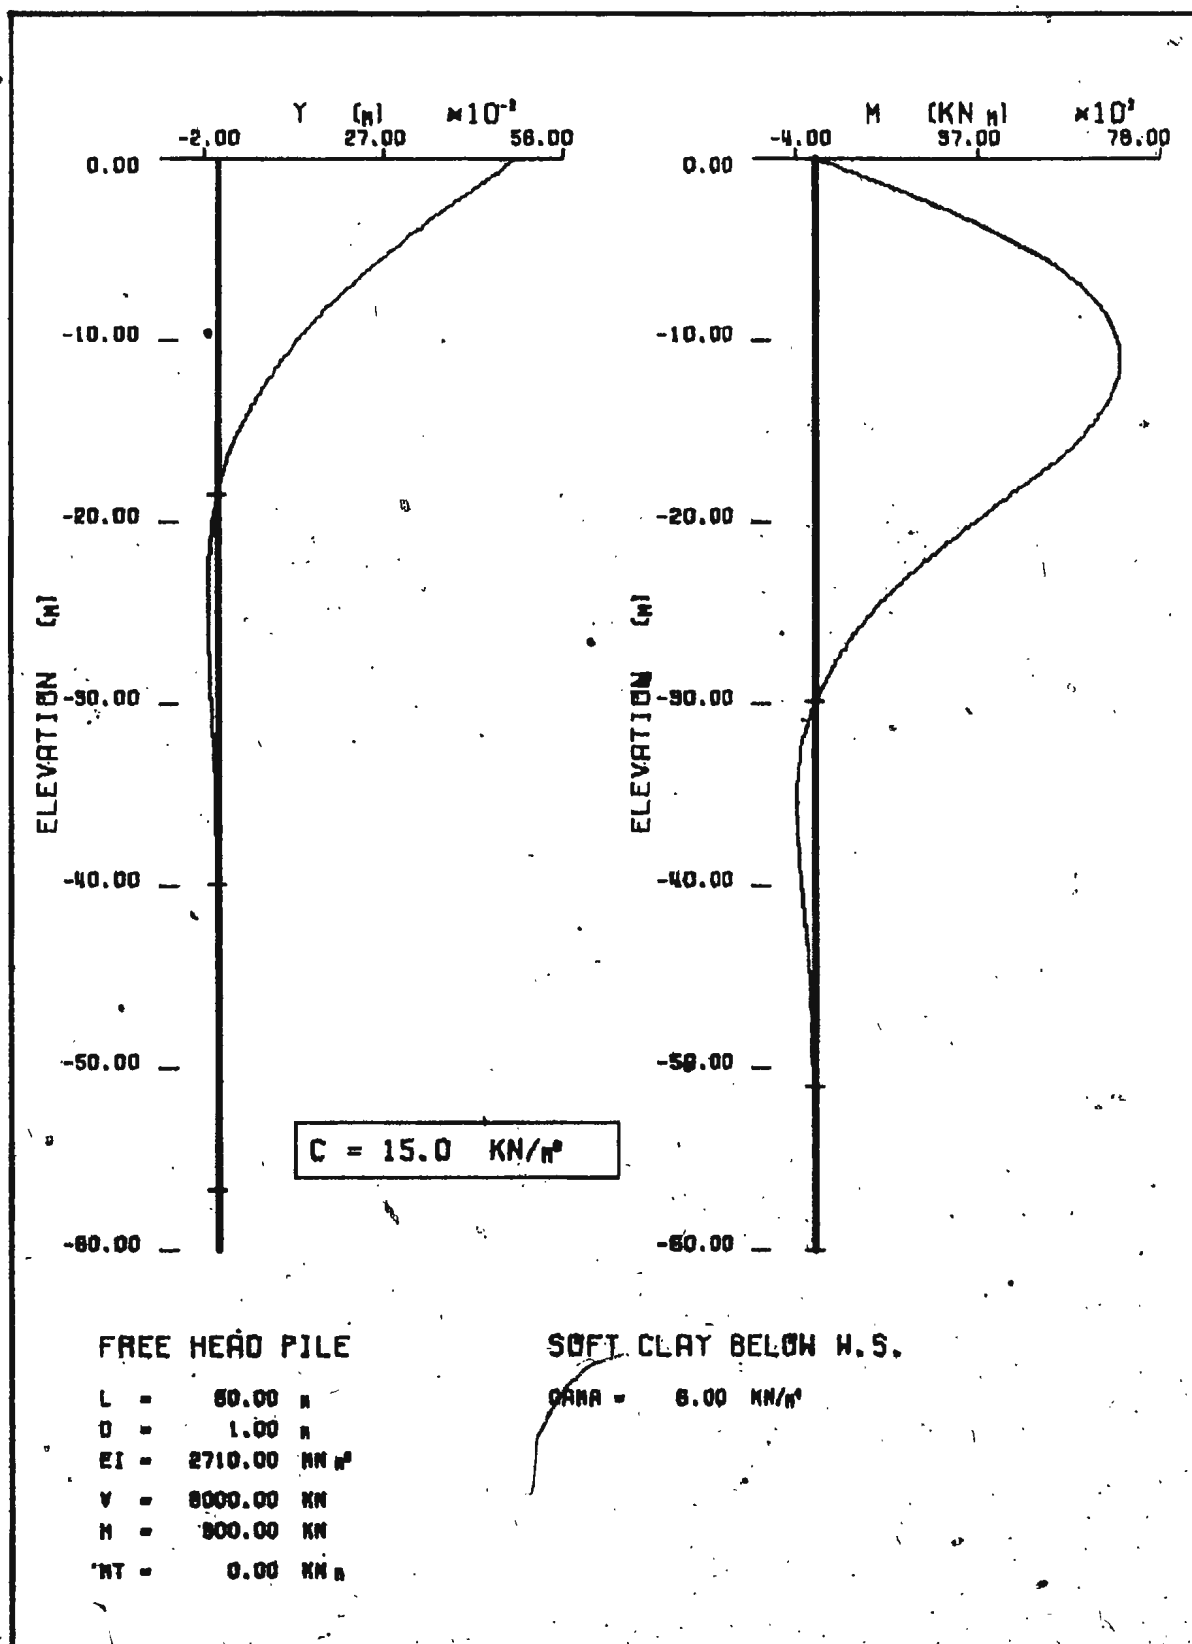 Y [m] ×10⁻²
-2.00 27.00 56.00
M [KN m] ×10²
-4.00 37.00 78.00
0.00
-10.00
-20.00
-30.00
-40.00
-50.00
-60.00
ELEVATION [m]
0.00
-10.00
-20.00
-30.00
-40.00
-50.00
-60.00
ELEVATION [m]
C = 15.0 KN/m²
FREE HEAD PILE
L = 60.00 m
D = 1.00 m
EI = 2710.00 MN m²
V = 000.00 KN
H = 900.00 KN
MT = 0.00 KN m
SOFT CLAY BELOW W.S.
GAMA = 6.00 KN/m³